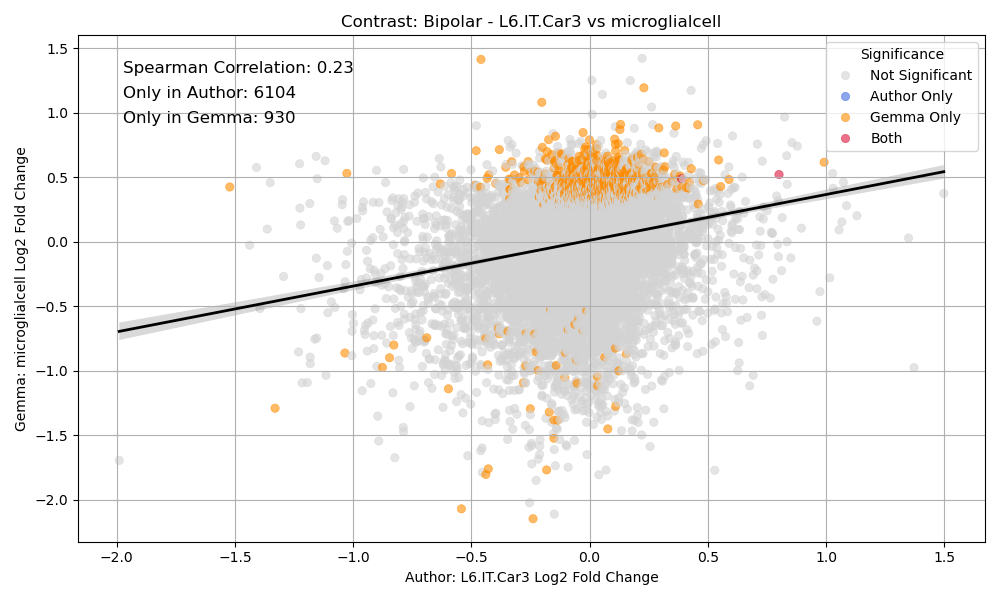 Contrast: Bipolar - L6.IT.Car3 vs microglialcell
Spearman Correlation: 0.23
Only in Author: 6104
Only in Gemma: 930
Significance
Not Significant
Author Only
Gemma Only
Both
Gemma: microglialcell Log2 Fold Change
1.5
1.0
0.5
0.0
−0.5
−1.0
−1.5
−2.0
−2.0
−1.5
−1.0
−0.5
0.0
0.5
1.0
1.5
Author: L6.IT.Car3 Log2 Fold Change